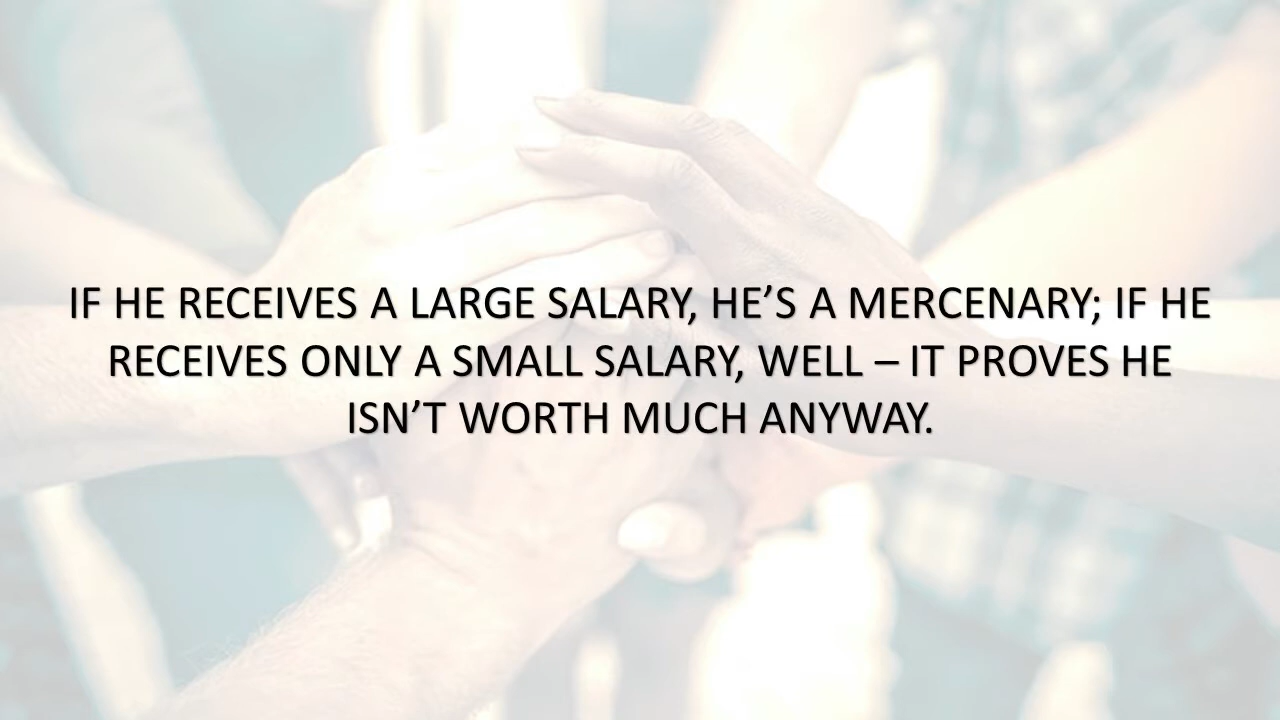 IF HE RECEIVES A LARGE SALARY, HE’S A MERCENARY; IF HE
RECEIVES ONLY A SMALL SALARY, WELL – IT PROVES HE
ISN’T WORTH MUCH ANYWAY.